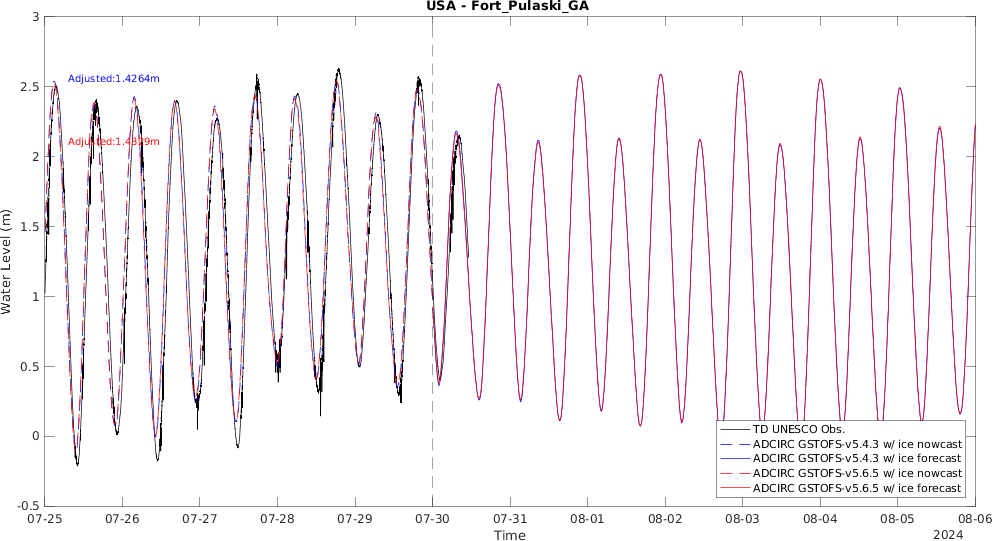 USA - Fort_Pulaski_GA
3
2.5
2
1.5
1
0.5
0
-0.5
Water Level (m)
Adjusted:1.4264m
TD UNESCO Obs.
ADCIRC GSTOFS-v5.4.3 w/ ice nowcast
ADCIRC GSTOFS-v5.4.3 w/ ice forecast
ADCIRC GSTOFS-v5.6.5 w/ ice nowcast
ADCIRC GSTOFS-v5.6.5 w/ ice forecast
07-25 07-26 07-27 07-28 07-29 07-30 07-31 08-01 08-02 08-03 08-04 08-05 08-06
Time
2024